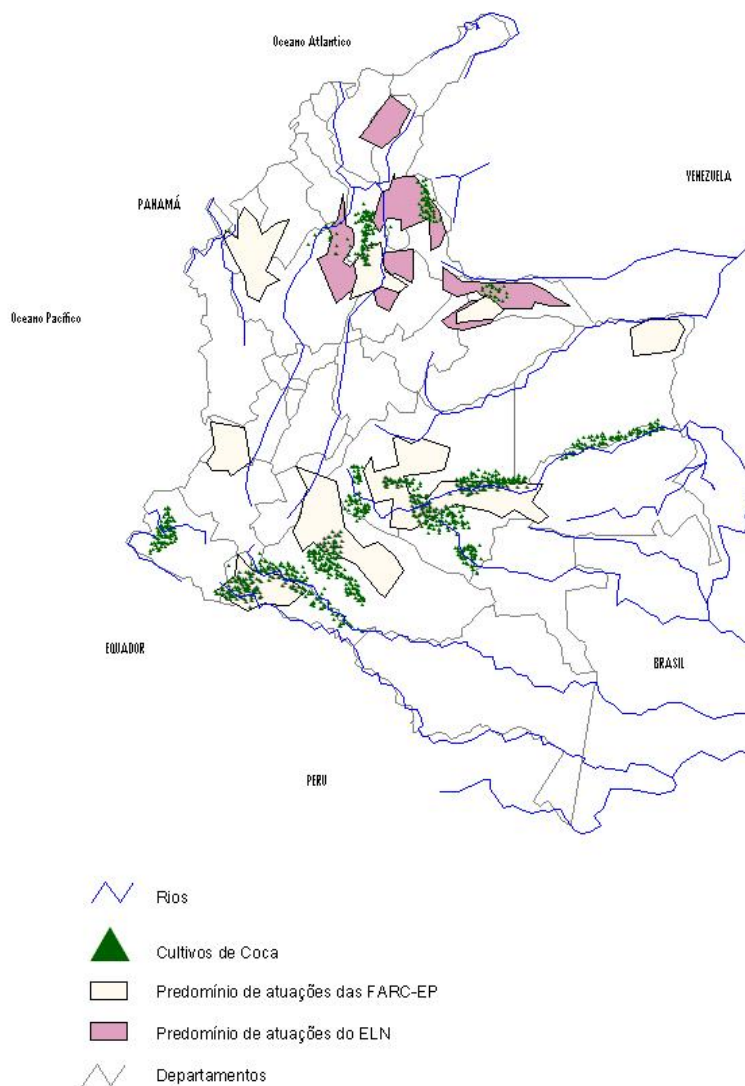 Oceano Atlantico
PANAMÁ
VENEZUELA
Oceano Pacífico
EQUADOR
BRASIL
PERU
Rios
Cultivos de Coca
Predomínio de atuações das FARC-EP
Predomínio de atuações do ELN
Departamentos